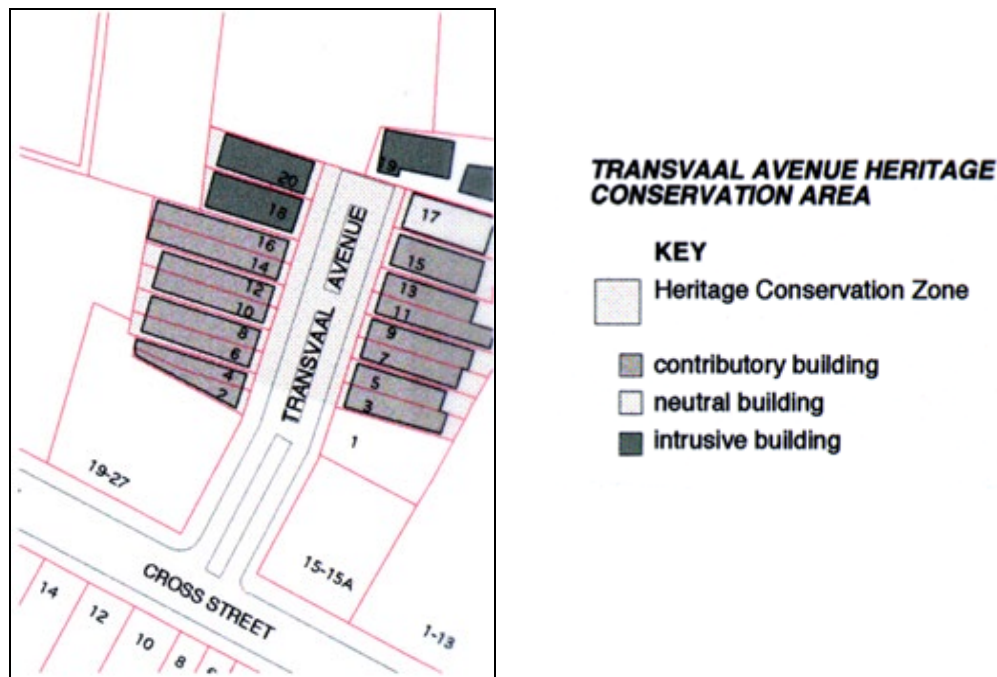 20
18
16
14
12
10
8
6
4
2
19
17
15
13
11
9
7
5
3
1
TRANSVAAL AVENUE
19-27
15-15A
1-13
CROSS STREET
14
12
10
8
TRANSVAAL AVENUE HERITAGE
CONSERVATION AREA
KEY
Heritage Conservation Zone
contributory building
neutral building
intrusive building